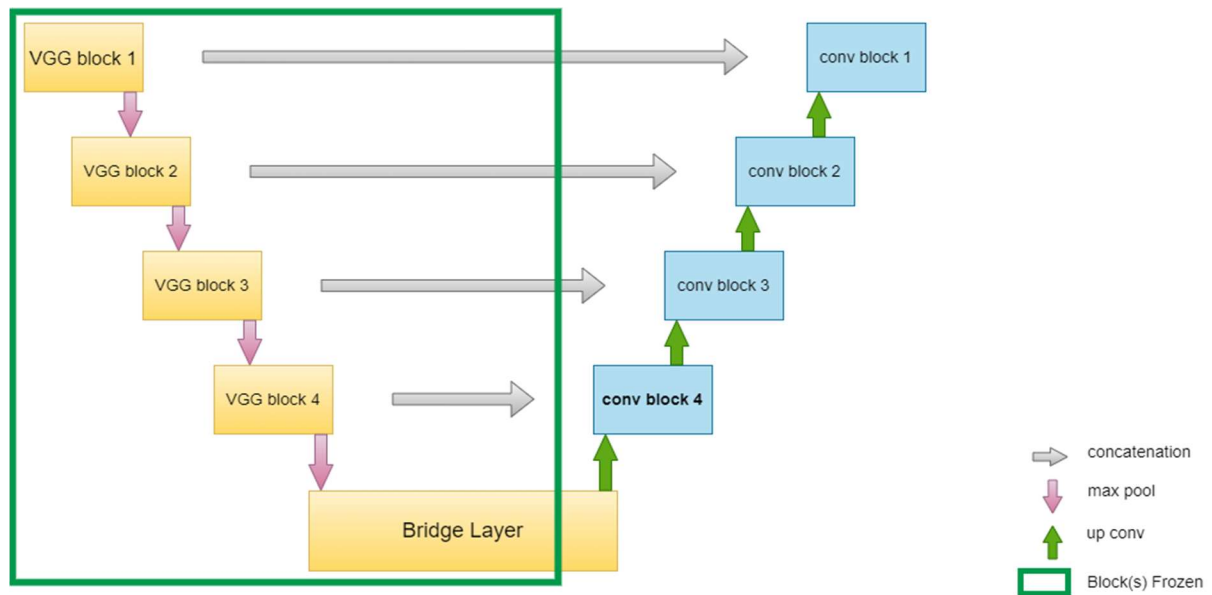 VGG block 1
conv block 1
VGG block 2
conv block 2
VGG block 3
conv block 3
VGG block 4
conv block 4
Bridge Layer
concatenation
max pool
up conv
Block(s) Frozen